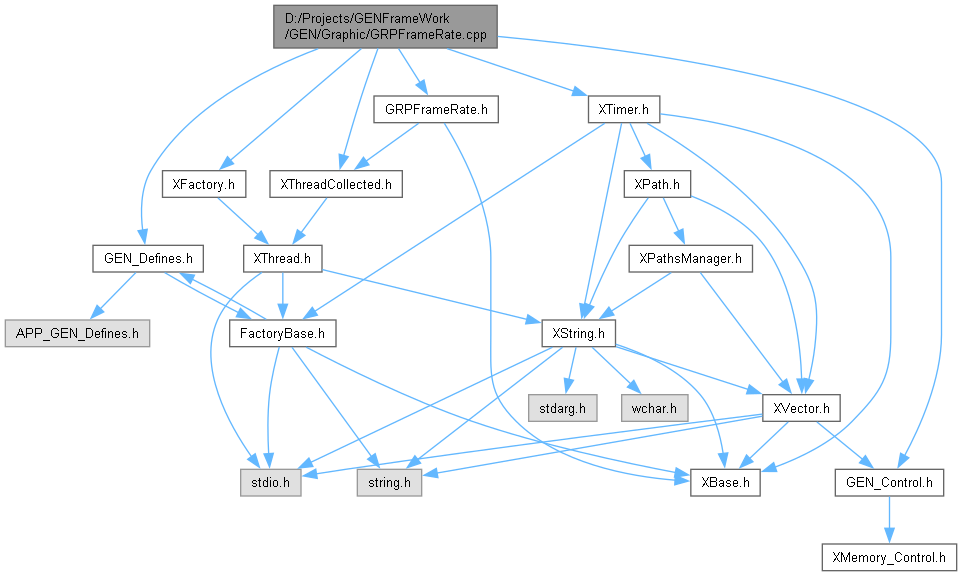 D:/Projects/GENFrameWork
/GEN/Graphic/GRPFrameRate.cpp
GRPFrameRate.h
XTimer.h
XFactory.h
XThreadCollected.h
XPath.h
GEN_Defines.h
XThread.h
XPathsManager.h
APP_GEN_Defines.h
FactoryBase.h
XString.h
stdarg.h
wchar.h
XVector.h
stdio.h
string.h
XBase.h
GEN_Control.h
XMemory_Control.h